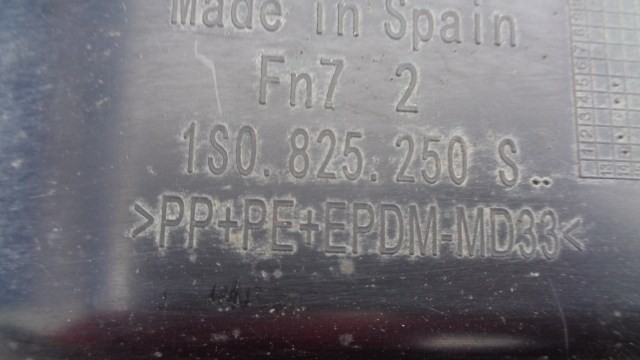 Made in Spain
Fn7 2
1S0.825.250 S..
>PP+PE+EPDM-MD33<